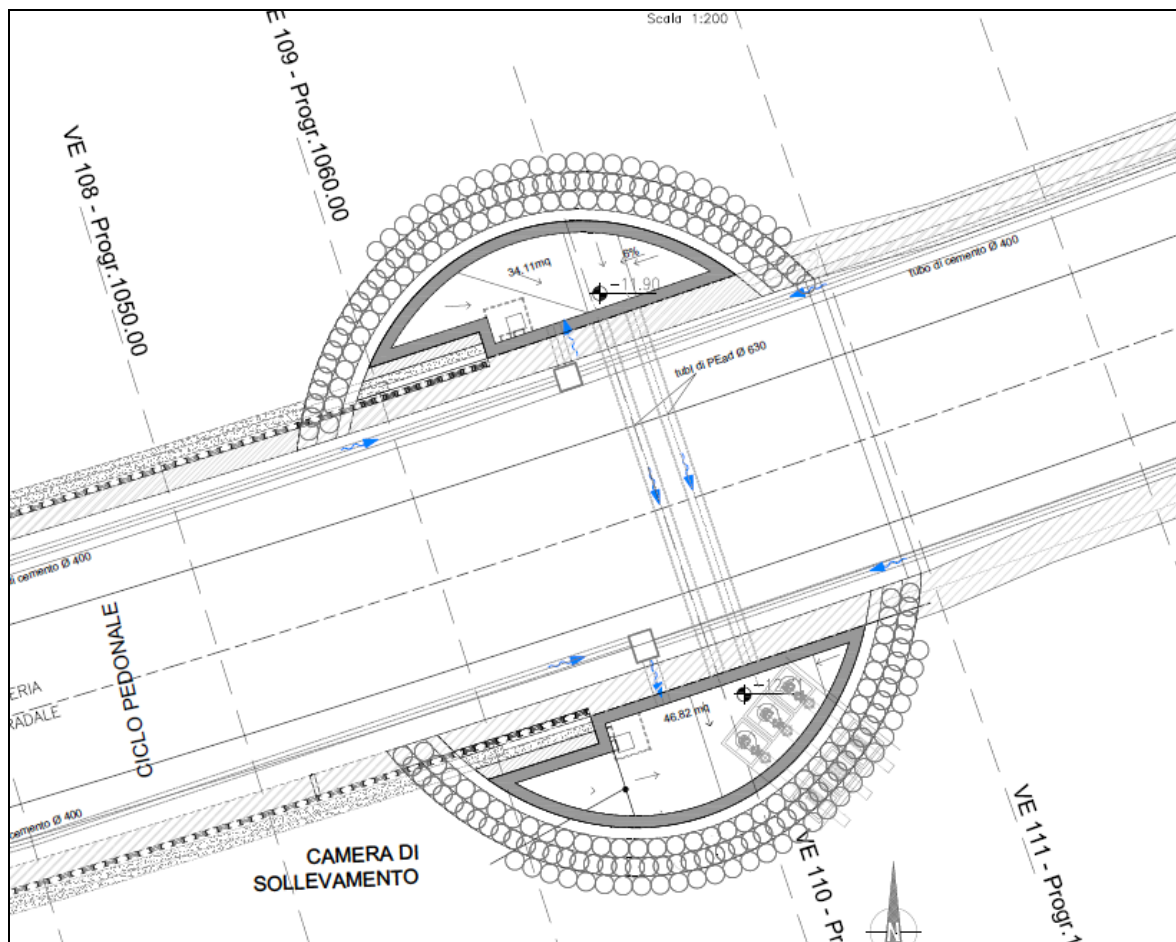 Scala 1:200
VE 109 - Progr.1060.00
VE 108 - Progr.1050.00
34.11mq
6%
-11.90
tubo di cemento Ø 400
tubi di PEad Ø 630
cemento Ø 400
CICLO PEDONALE
46.82 mq
cemento Ø 400
CAMERA DI
SOLLEVAMENTO
VE 110 - Pr
VE 111 - Progr.1
N